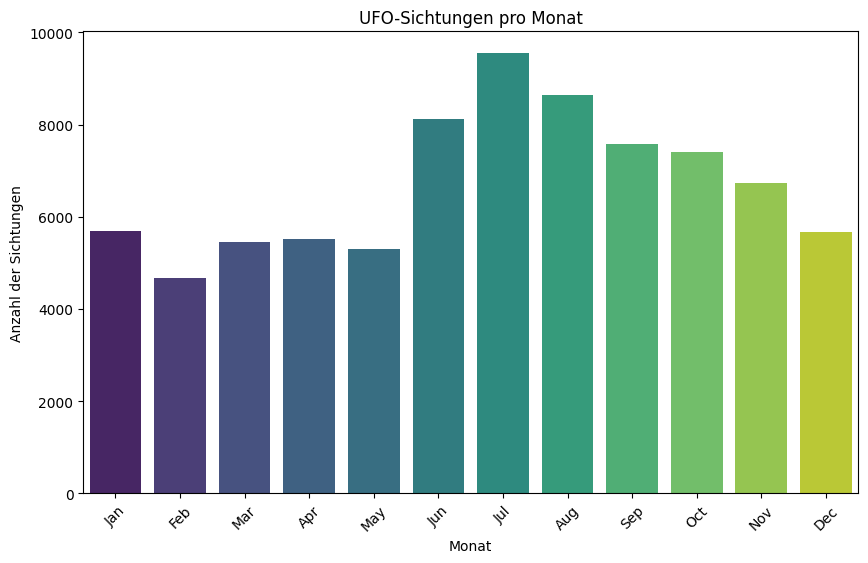 UFO-Sichtungen pro Monat
Anzahl der Sichtungen
10000
8000
6000
4000
2000
0
Jan Feb Mar Apr May Jun Jul Aug Sep Oct Nov Dec
Monat